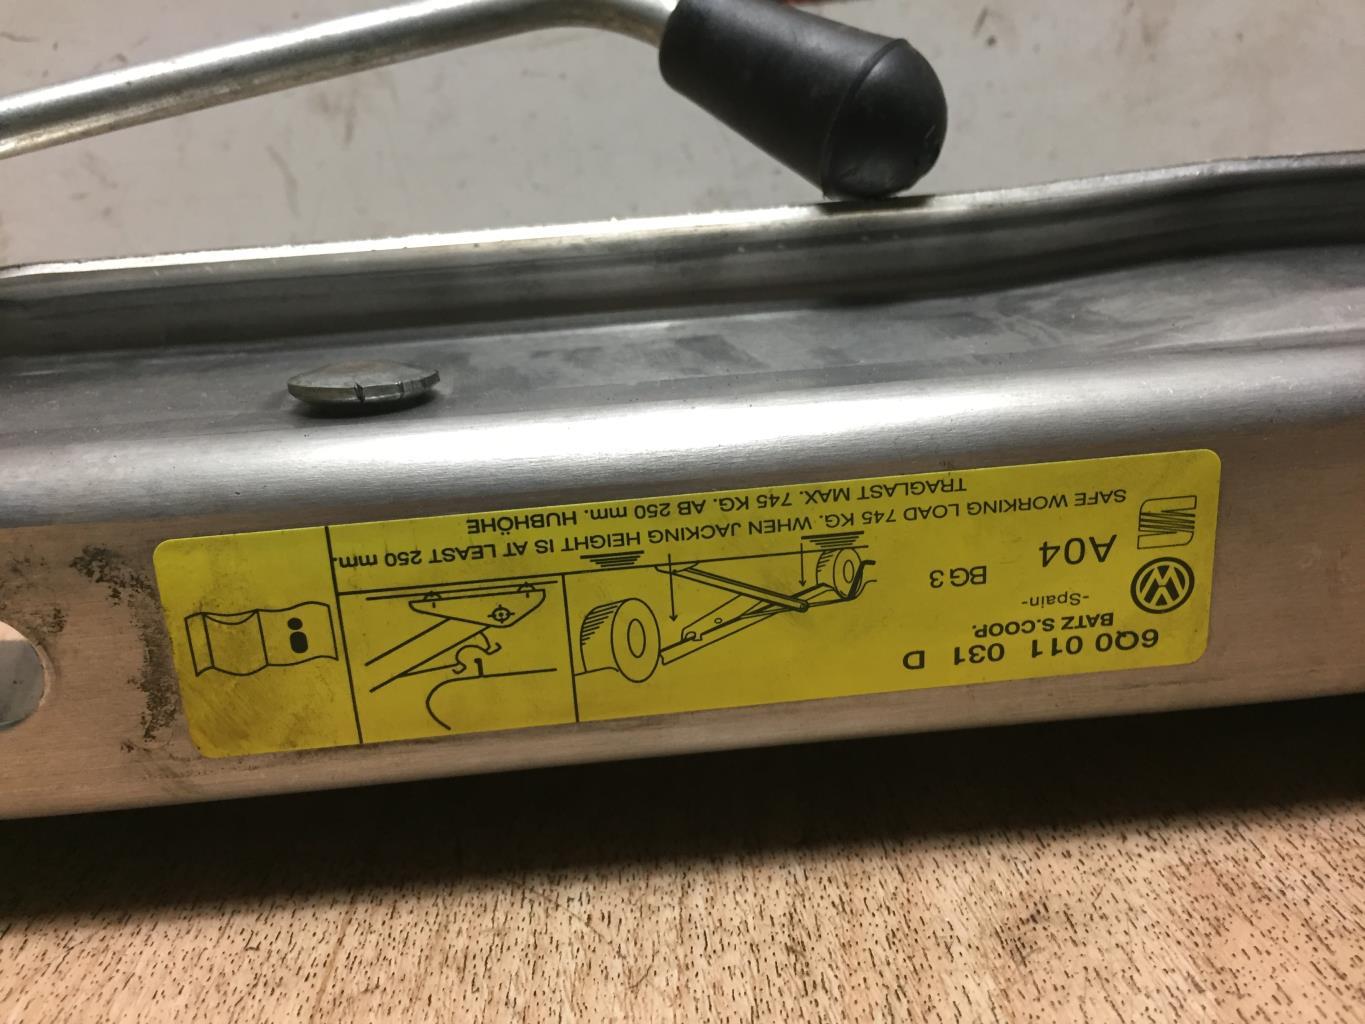 6Q0 011 031 D
BATZ S.COOP.
-Spain-
BG 3
A04
SAFE WORKING LOAD 745 KG. WHEN JACKING HEIGHT IS AT LEAST 250 mm.
TRAGLAST MAX. 745 KG. AB 250 mm. HUBHÖHE
i